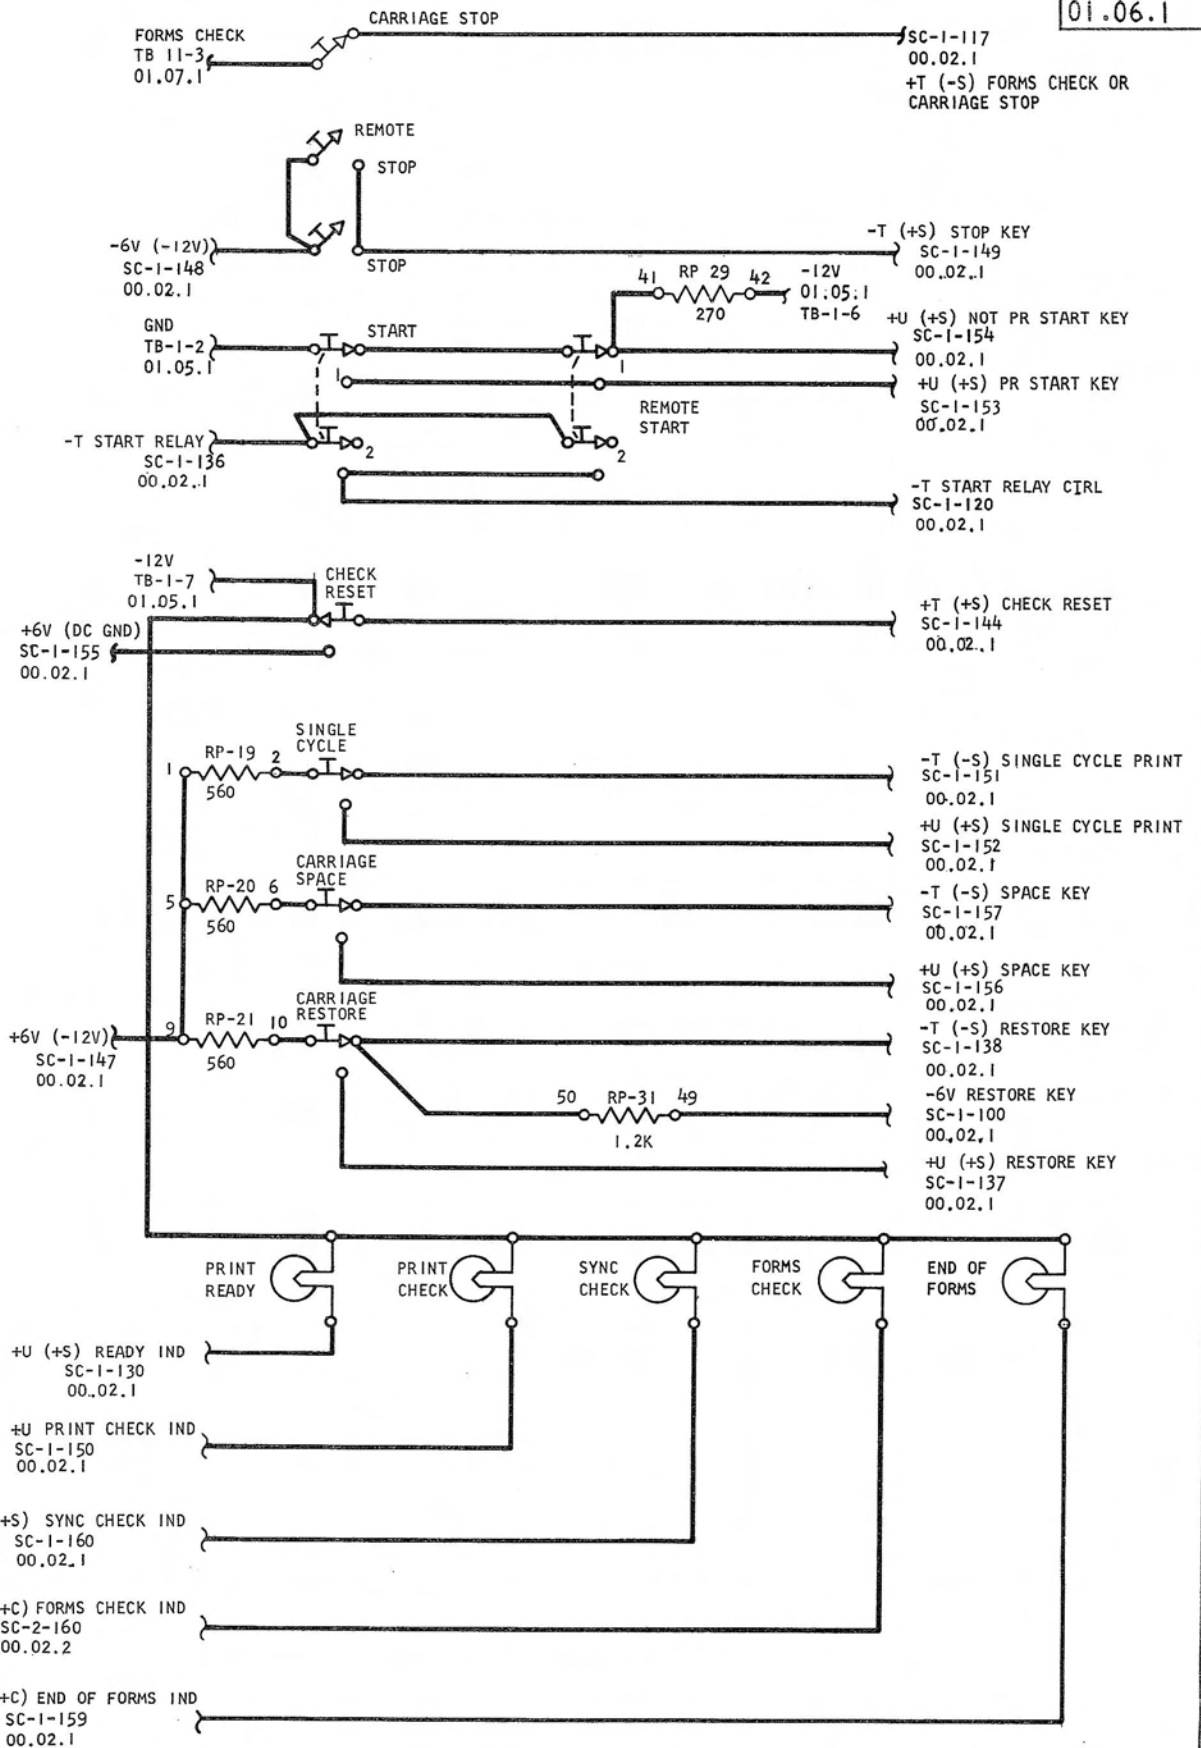 01.06.1
CARRIAGE STOP
FORMS CHECK
TB 11-3
01.07.1
SC-1-117
00.02.1
+T (-S) FORMS CHECK OR
CARRIAGE STOP
REMOTE
STOP
-6V (-12V)
SC-1-148
00.02.1
STOP
-T (+S) STOP KEY
SC-1-149
00.02.1
41 RP 29 42
270
-12V
01:05:1
TB-1-6
GND
TB-1-2
01.05.1
START
+U (+S) NOT PR START KEY
SC-1-154
00.02.1
1
1
+U (+S) PR START KEY
SC-1-153
00.02.1
REMOTE
START
-T START RELAY
SC-1-136
00.02.1
2
2
-T START RELAY CTRL
SC-1-120
00.02.1
-12V
TB-1-7
01.05.1
CHECK
RESET
+T (+S) CHECK RESET
SC-1-144
00.02.1
+6V (DC GND)
SC-1-155
00.02.1
SINGLE
CYCLE
1 RP-19 2
560
-T (-S) SINGLE CYCLE PRINT
SC-1-151
00.02.1
+U (+S) SINGLE CYCLE PRINT
SC-1-152
00.02.1
CARRIAGE
SPACE
5 RP-20 6
560
-T (-S) SPACE KEY
SC-1-157
00.02.1
+U (+S) SPACE KEY
SC-1-156
00.02.1
CARRIAGE
RESTORE
+6V (-12V)
SC-1-147
00.02.1
9 RP-21 10
560
-T (-S) RESTORE KEY
SC-1-138
00.02.1
50 RP-31 49
1.2K
-6V RESTORE KEY
SC-1-100
00.02.1
+U (+S) RESTORE KEY
SC-1-137
00.02.1
PRINT
READY
PRINT
CHECK
SYNC
CHECK
FORMS
CHECK
END OF
FORMS
+U (+S) READY IND
SC-1-130
00.02.1
+U PRINT CHECK IND
SC-1-150
00.02.1
+S) SYNC CHECK IND
SC-1-160
00.02.1
+C) FORMS CHECK IND
SC-2-160
00.02.2
+C) END OF FORMS IND
SC-1-159
00.02.1